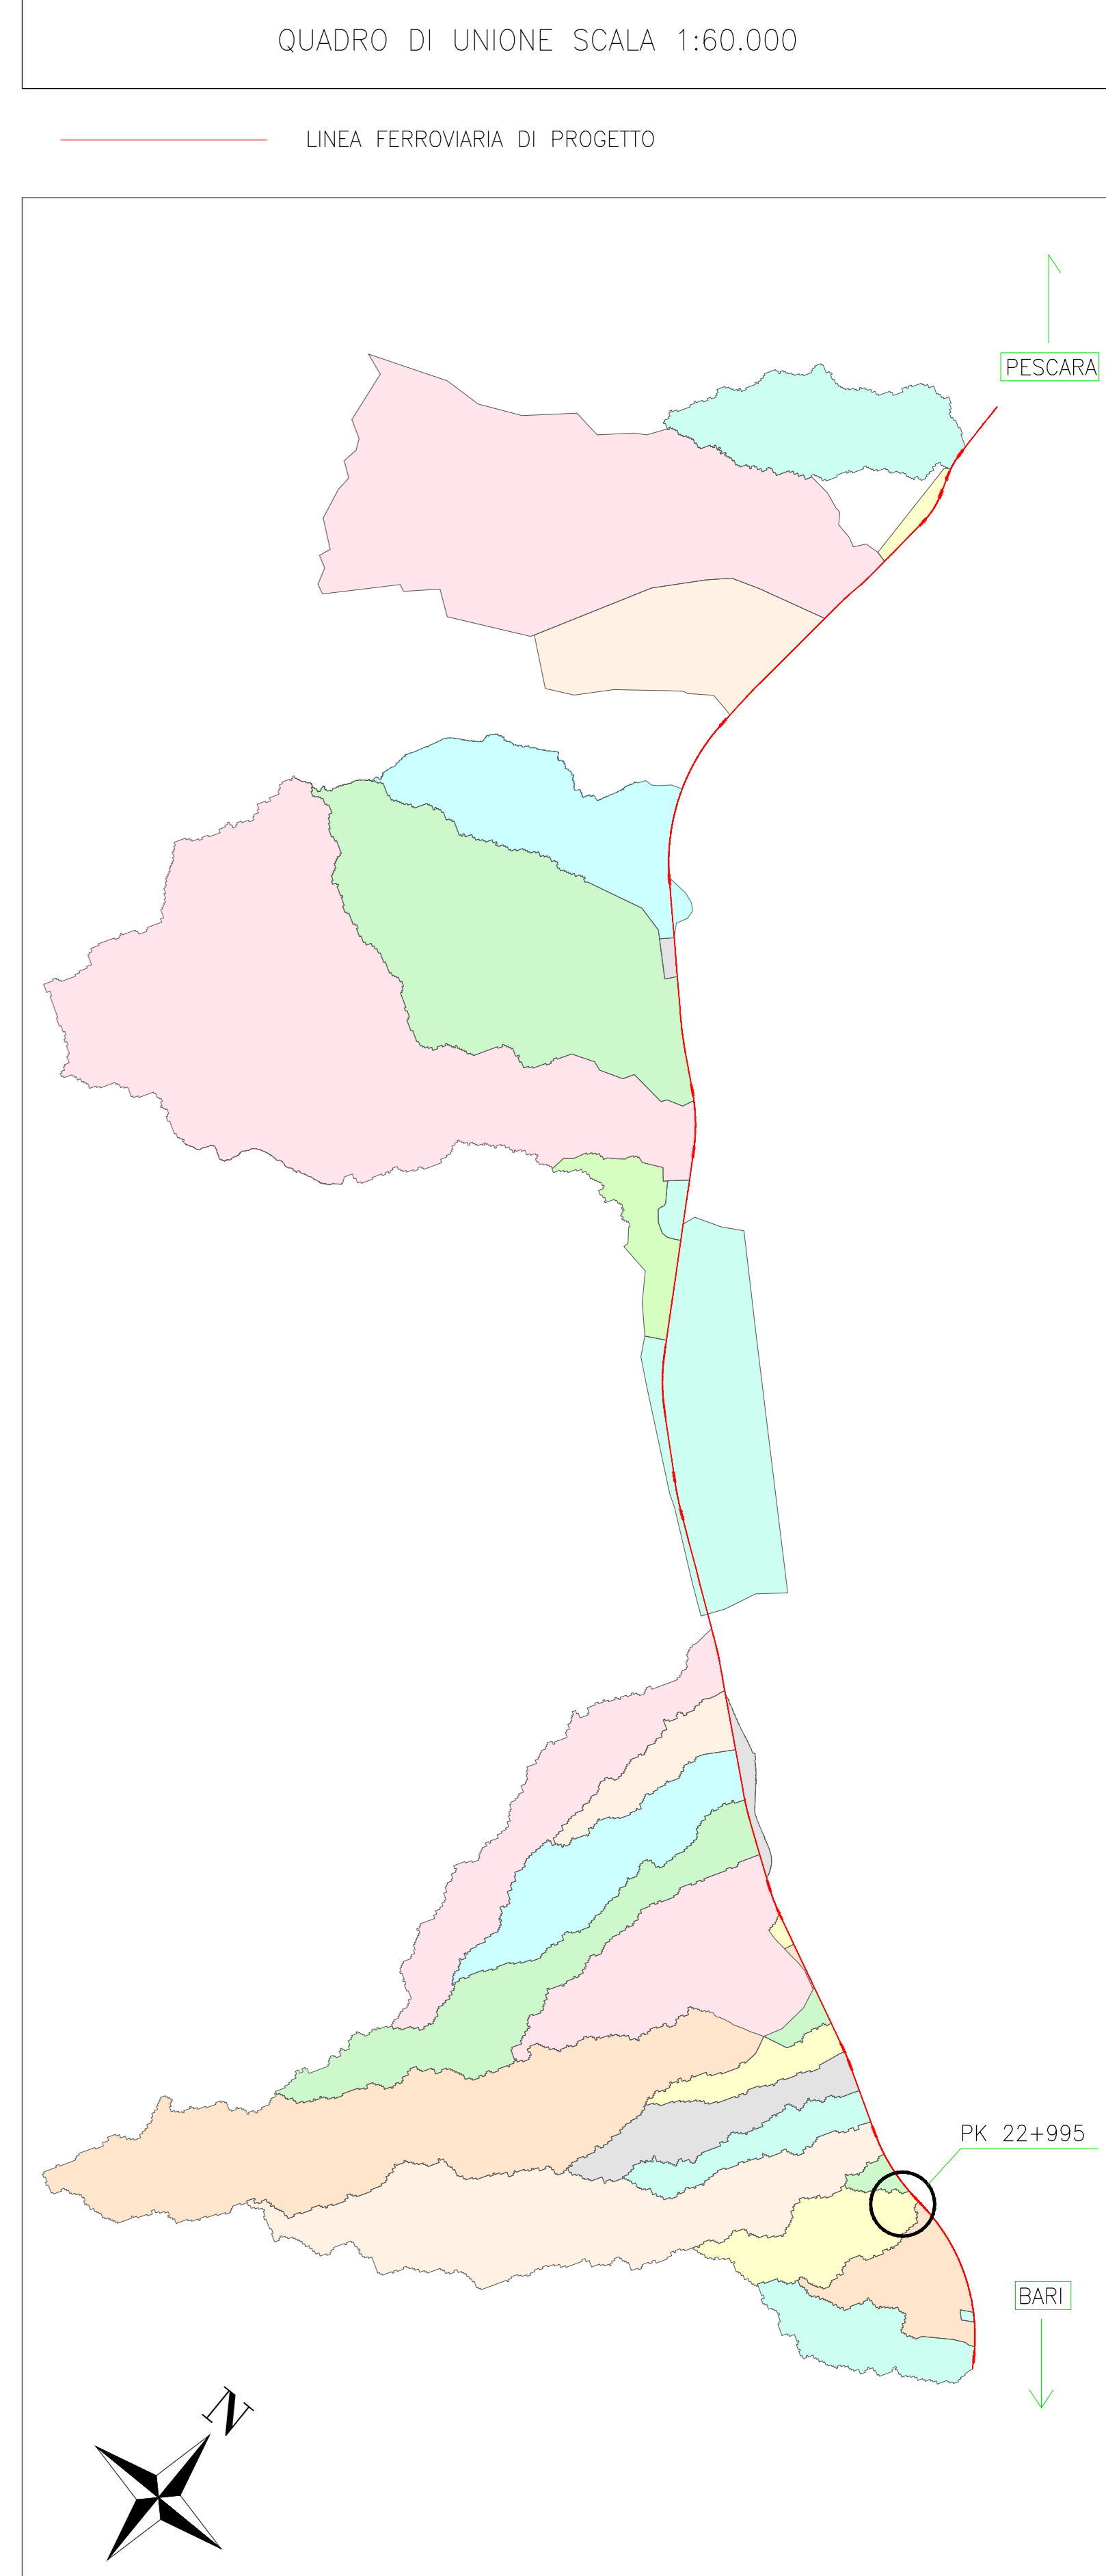 QUADRO DI UNIONE SCALA 1:60.000
LINEA FERROVIARIA DI PROGETTO
PESCARA
PK 22+995
BARI
N